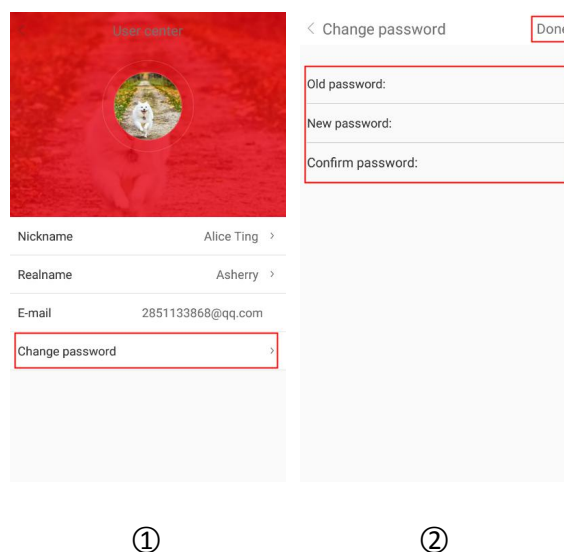 User center
Nickname Alice Ting >
Realname Asherry >
E-mail 2851133868@qq.com
Change password >
①
< Change password Done
Old password:
New password:
Confirm password:
②